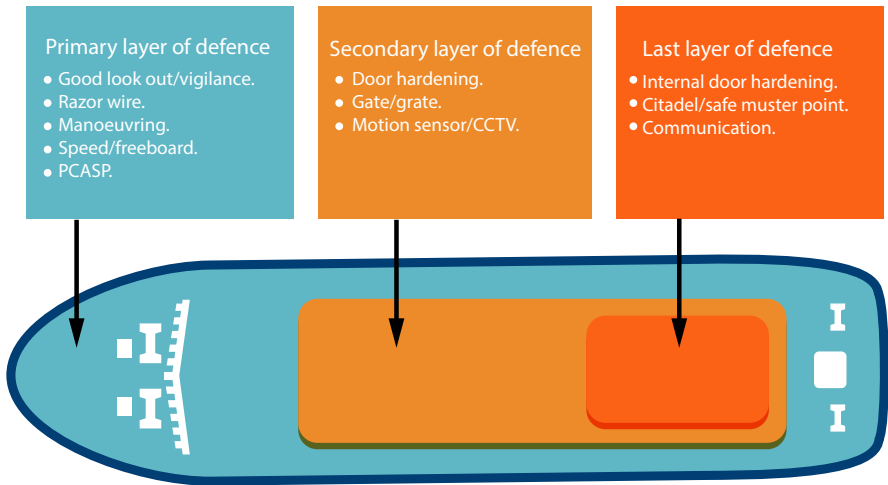 Primary layer of defence
• Good look out/vigilance.
• Razor wire.
• Manoeuvring.
• Speed/freeboard.
• PCASP.
Secondary layer of defence
• Door hardening.
• Gate/grate.
• Motion sensor/CCTV.
Last layer of defence
• Internal door hardening.
• Citadel/safe muster point.
• Communication.